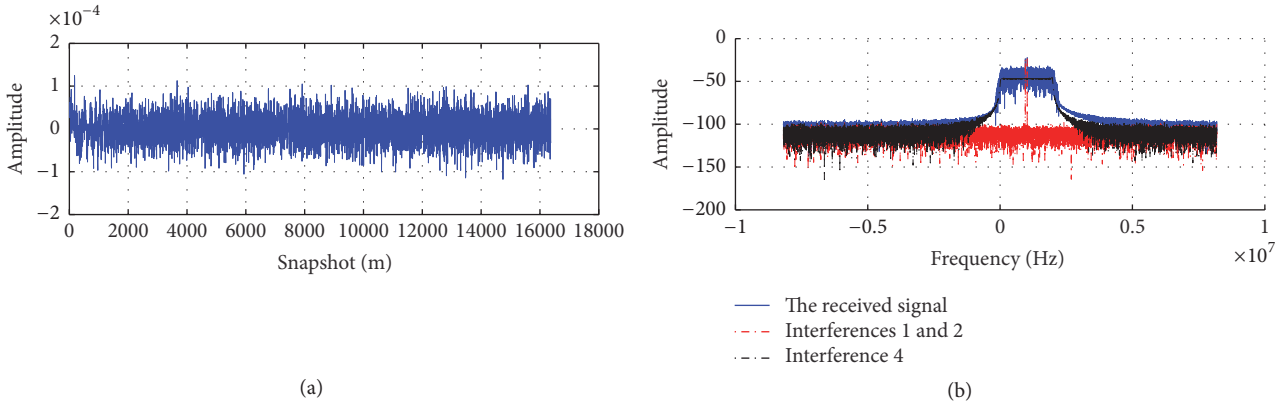 ×10⁻⁴
2
1
0
−1
−2
Amplitude
0 2000 4000 6000 8000 10000 12000 14000 16000 18000
Snapshot (m)
(a)
0
−50
−100
−150
−200
Amplitude
−1 −0.5 0 0.5 1
×10⁷
Frequency (Hz)
The received signal
Interferences 1 and 2
Interference 4
(b)